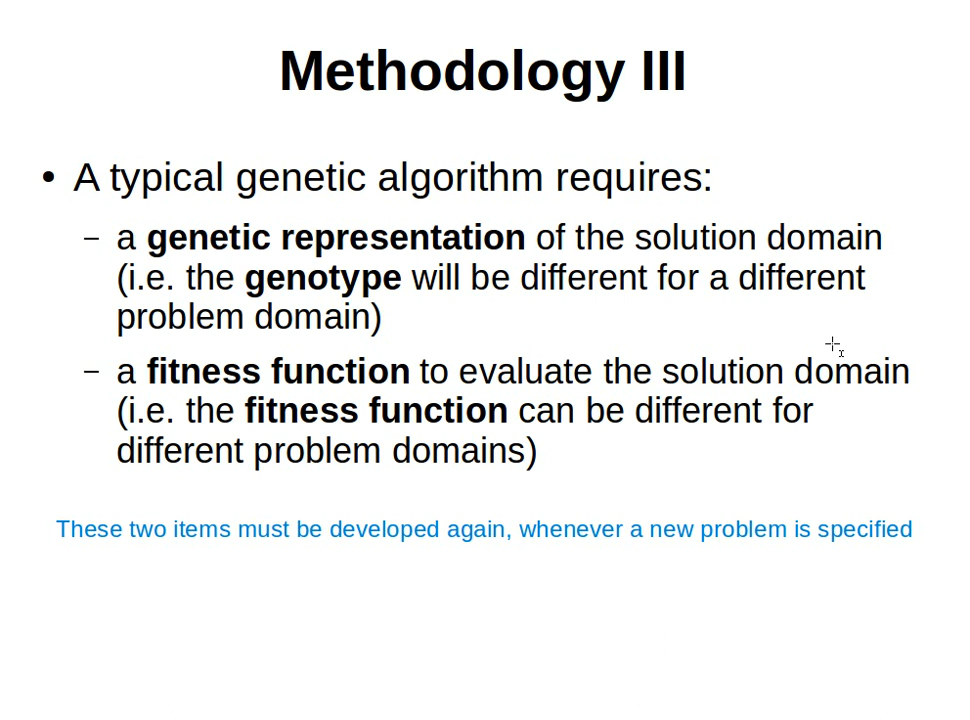 Methodology III
• A typical genetic algorithm requires:
– a genetic representation of the solution domain
(i.e. the genotype will be different for a different
problem domain)
– a fitness function to evaluate the solution domain
(i.e. the fitness function can be different for
different problem domains)
These two items must be developed again, whenever a new problem is specified